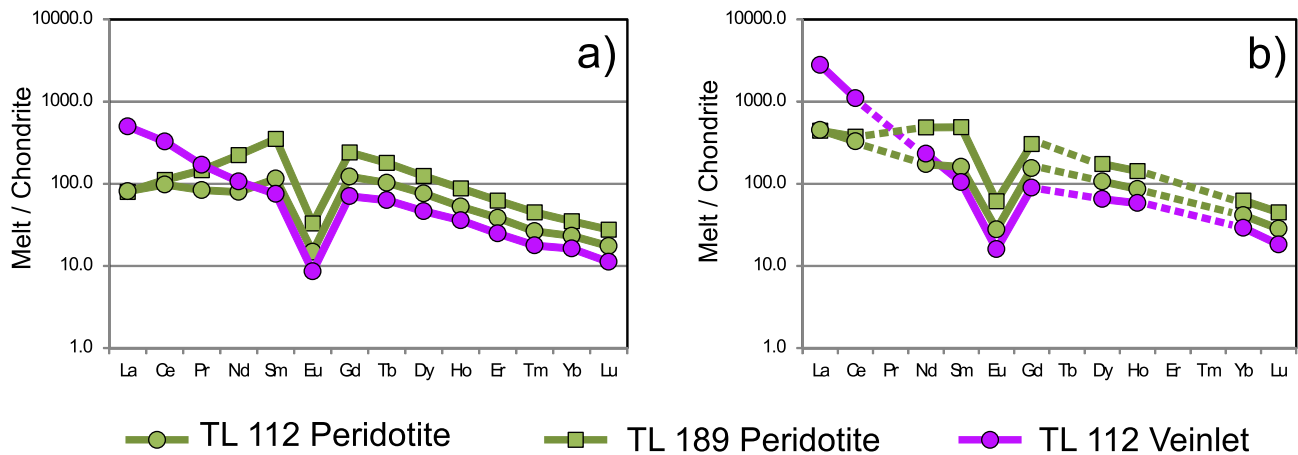 a)
Melt / Chondrite
10000.0
1000.0
100.0
10.0
1.0
La Ce Pr Nd Sm Eu Gd Tb Dy Ho Er Tm Yb Lu
b)
Melt / Chondrite
10000.0
1000.0
100.0
10.0
1.0
La Ce Pr Nd Sm Eu Gd Tb Dy Ho Er Tm Yb Lu
TL 112 Peridotite TL 189 Peridotite TL 112 Veinlet